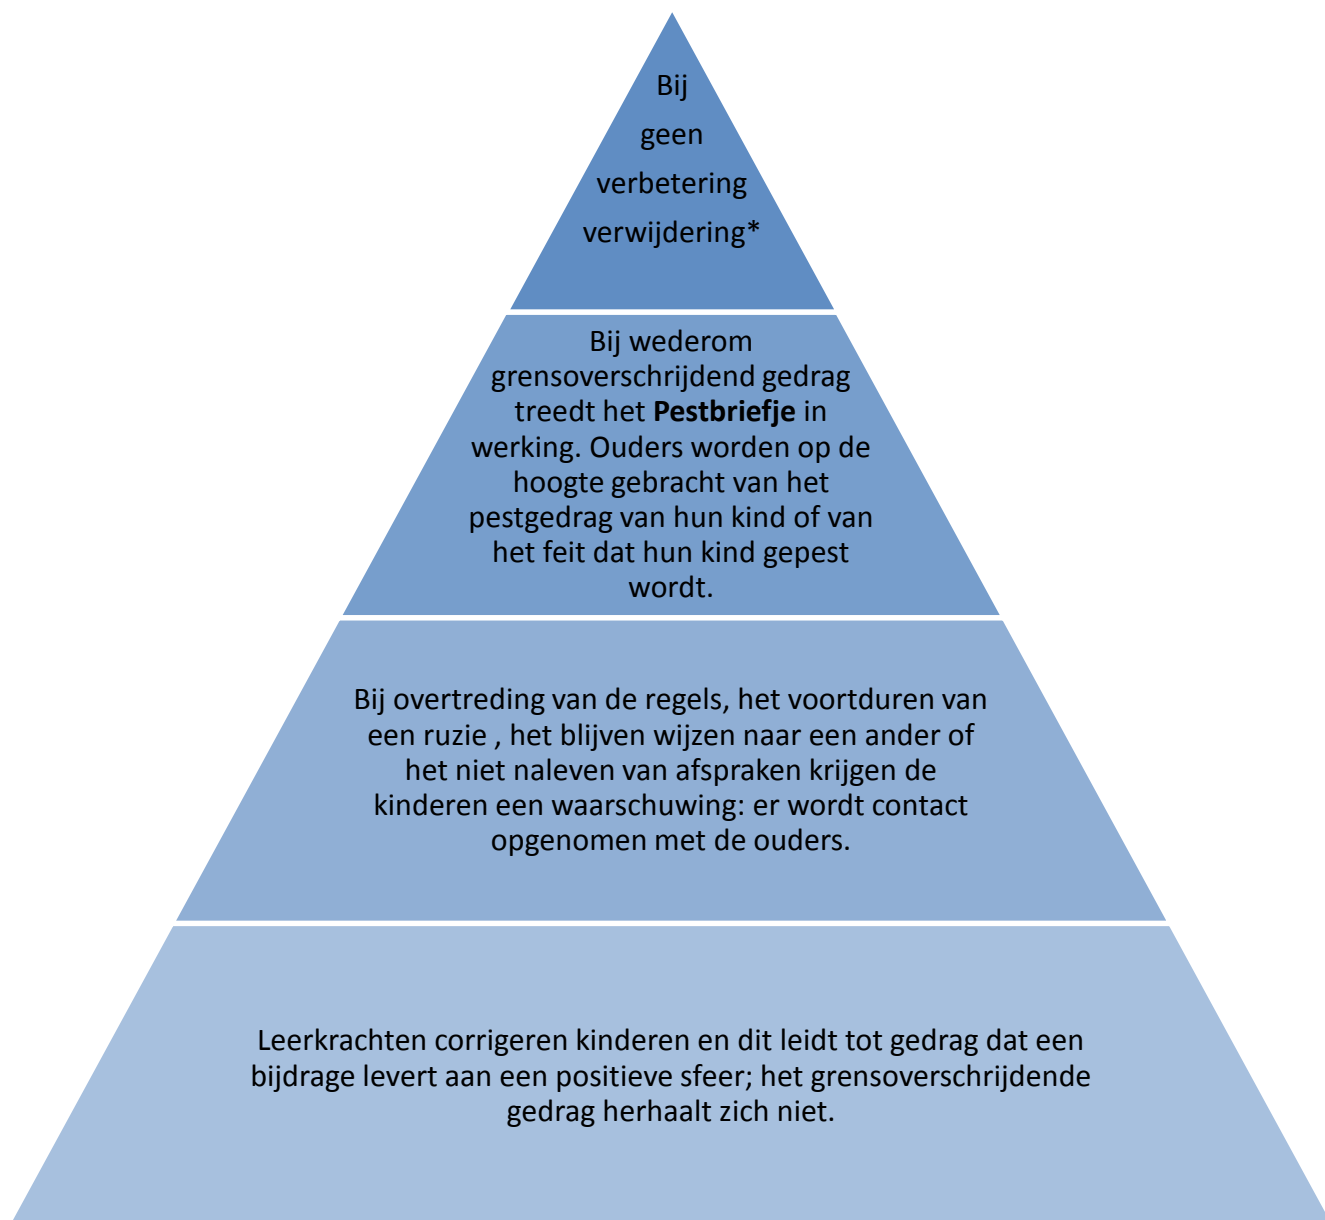 Bij
geen
verbetering
verwijdering*
Bij wederom
grensoverschrijdend gedrag
treedt het Pestbriefje in
werking. Ouders worden op de
hoogte gebracht van het
pestgedrag van hun kind of van
het feit dat hun kind gepest
wordt.
Bij overtreding van de regels, het voortduren van
een ruzie , het blijven wijzen naar een ander of
het niet naleven van afspraken krijgen de
kinderen een waarschuwing: er wordt contact
opgenomen met de ouders.
Leerkrachten corrigeren kinderen en dit leidt tot gedrag dat een
bijdrage levert aan een positieve sfeer; het grensoverschrijdende
gedrag herhaalt zich niet.